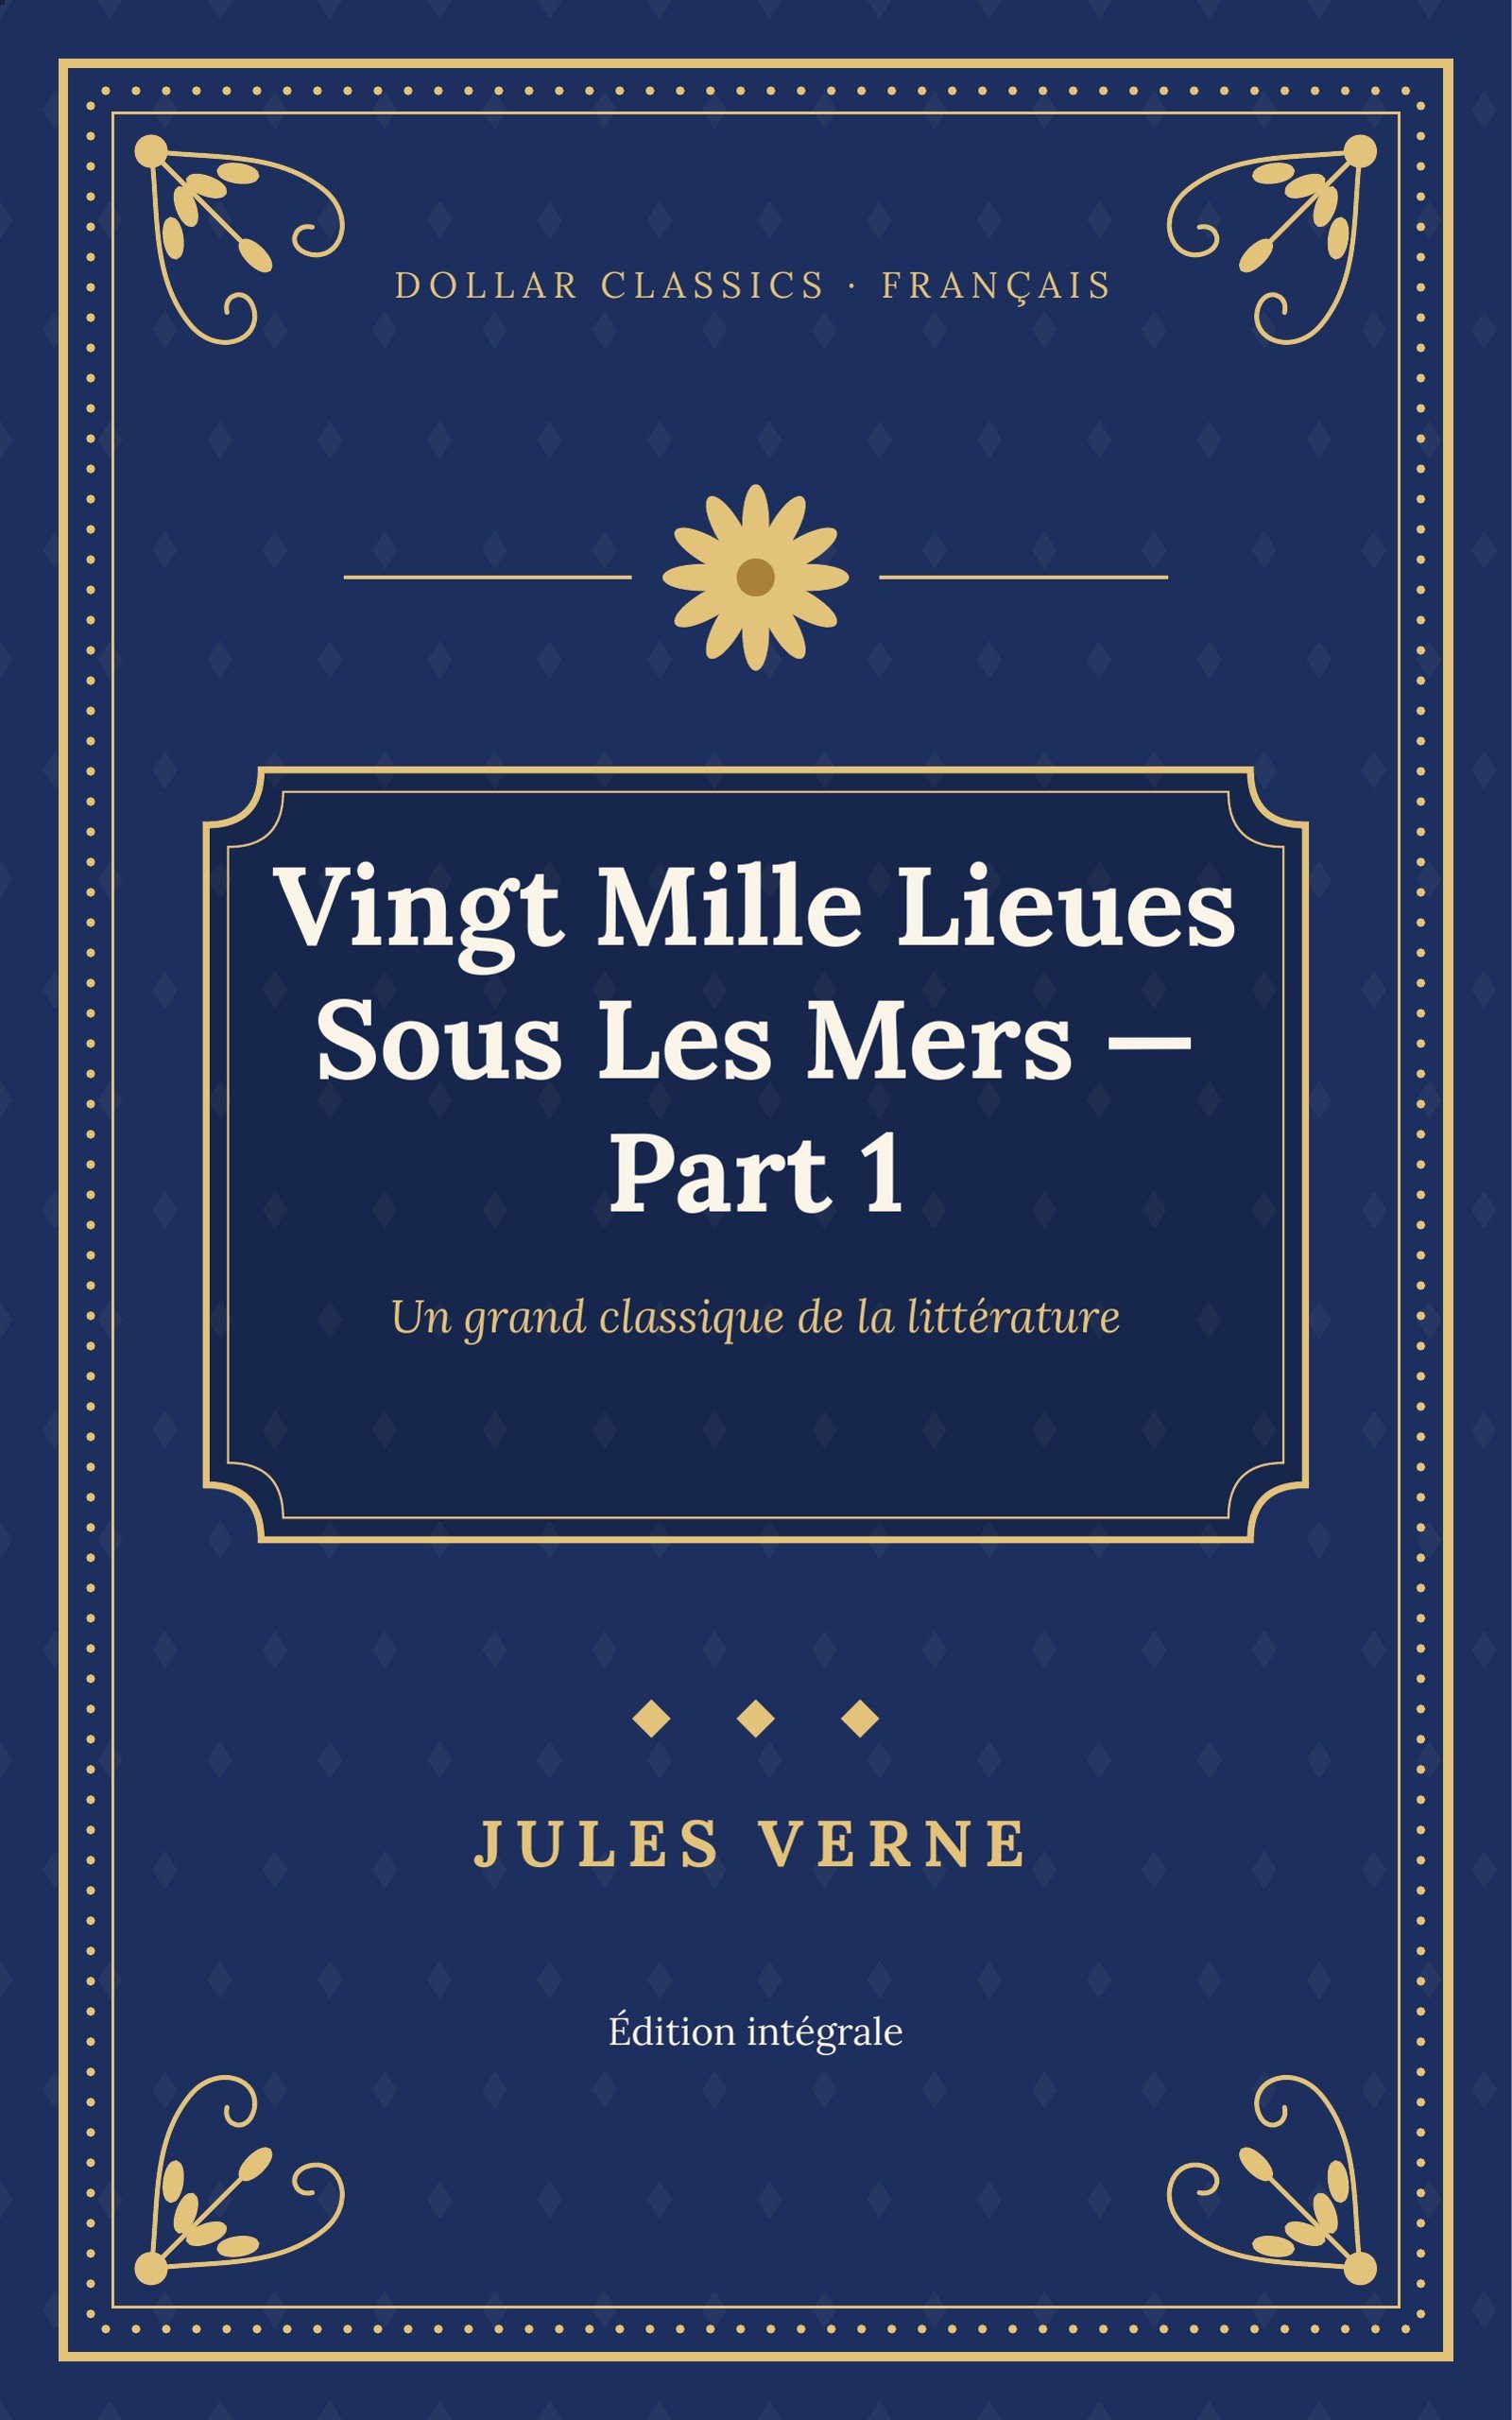 DOLLAR CLASSICS · FRANÇAIS
Vingt Mille Lieues
Sous Les Mers —
Part 1
Un grand classique de la littérature
JULES VERNE
Édition intégrale